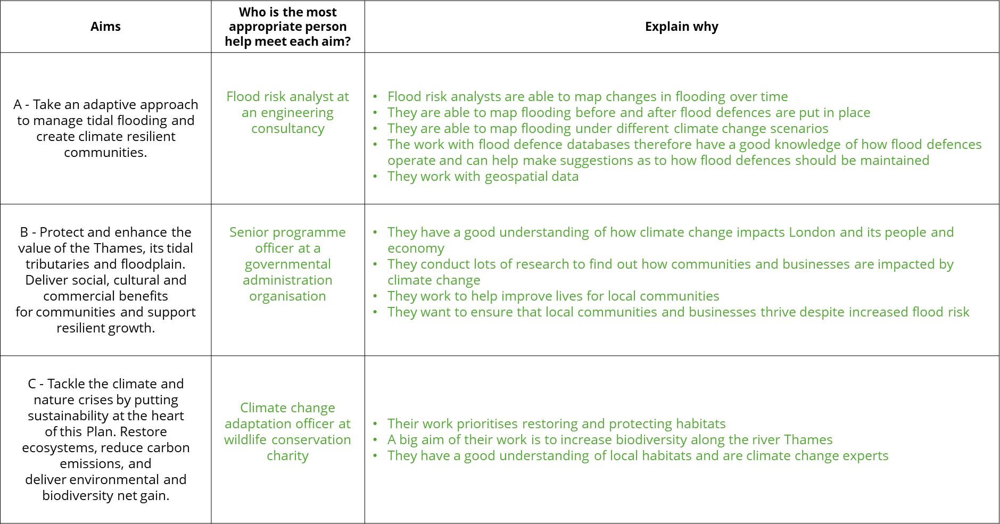 Aims
Who is the most
appropriate person
help meet each aim?
Explain why
A - Take an adaptive approach
to manage tidal flooding and
create climate resilient
communities.
Flood risk analyst at
an engineering
consultancy
• Flood risk analysts are able to map changes in flooding over time
• They are able to map flooding before and after flood defences are put in place
• They are able to map flooding under different climate change scenarios
• The work with flood defence databases therefore have a good knowledge of how flood defences
operate and can help make suggestions as to how flood defences should be maintained
• They work with geospatial data
B - Protect and enhance the
value of the Thames, its tidal
tributaries and floodplain.
Deliver social, cultural and
commercial benefits
for communities and support
resilient growth.
Senior programme
officer at a
governmental
administration
organisation
• They have a good understanding of how climate change impacts London and its people and
economy
• They conduct lots of research to find out how communities and businesses are impacted by
climate change
• They work to help improve lives for local communities
• They want to ensure that local communities and businesses thrive despite increased flood risk
C - Tackle the climate and
nature crises by putting
sustainability at the heart
of this Plan. Restore
ecosystems, reduce carbon
emissions, and
deliver environmental and
biodiversity net gain.
Climate change
adaptation officer at
wildlife conservation
charity
• Their work prioritises restoring and protecting habitats
• A big aim of their work is to increase biodiversity along the river Thames
• They have a good understanding of local habitats and are climate change experts